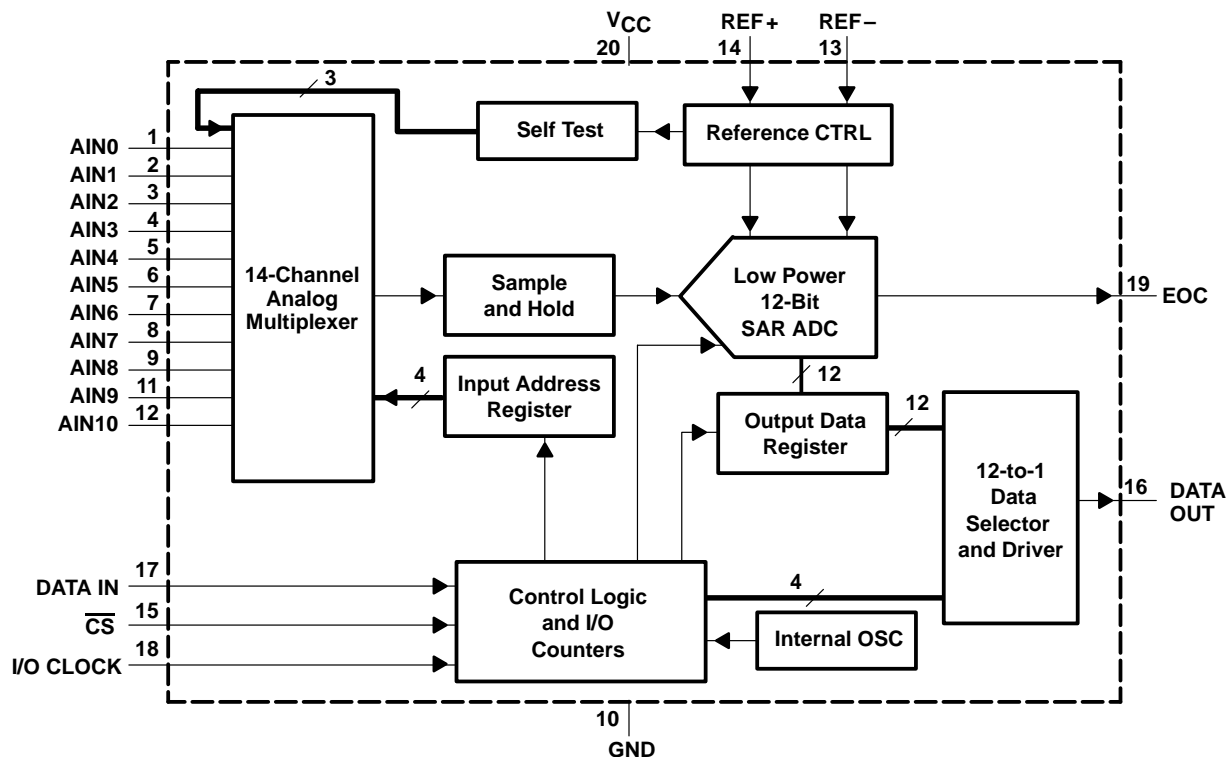 VCC
REF+
REF−
20
14
13
3
Self Test
Reference CTRL
AIN0
1
AIN1
2
AIN2
3
AIN3
4
AIN4
5
AIN5
6
AIN6
7
AIN7
8
AIN8
9
AIN9
11
AIN10
12
14-Channel
Analog
Multiplexer
Sample
and Hold
Low Power
12-Bit
SAR ADC
19
EOC
4
Input Address
Register
12
Output Data
Register
12
12-to-1
Data
Selector
and Driver
16
DATA
OUT
DATA IN
17
CS
15
I/O CLOCK
18
Control Logic
and I/O
Counters
4
Internal OSC
10
GND